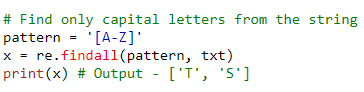 # Find only capital letters from the string
pattern = '[A-Z]'
x = re.findall(pattern, txt)
print(x) # Output - ['T', 'S']